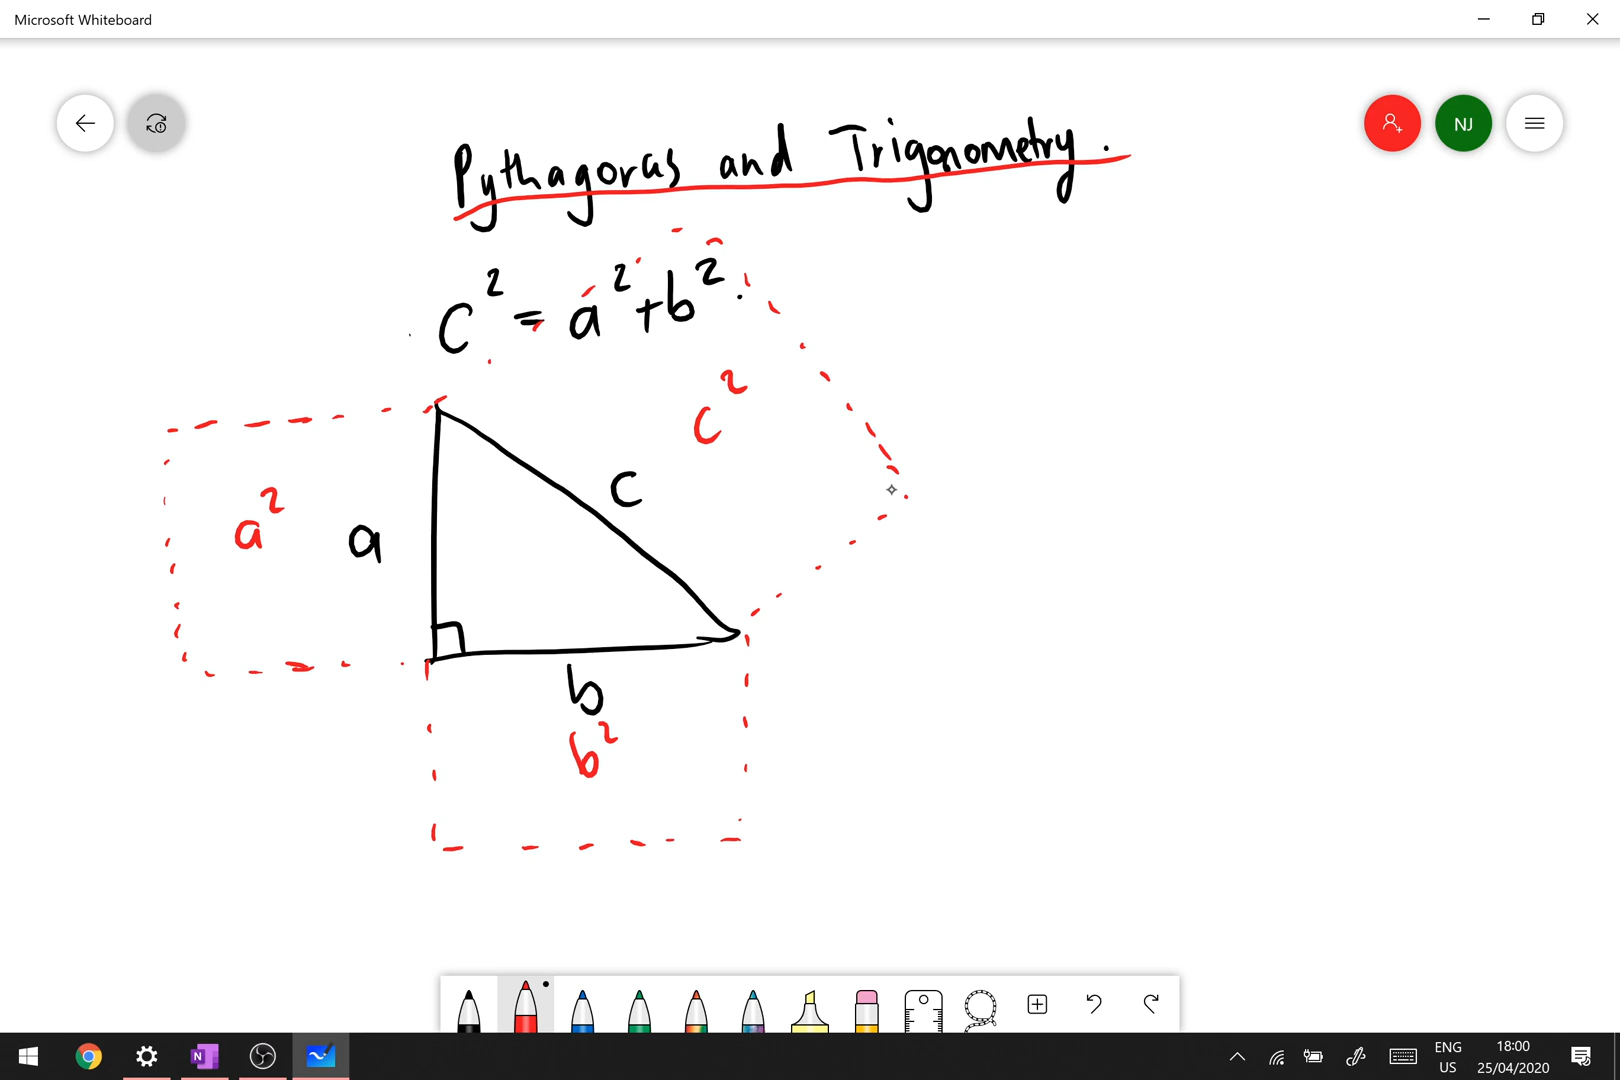 Microsoft Whiteboard
NJ
Pythagoras and Trigonometry.
c² = a² + b².
c²
c
a² a
b
b²
N
ENG
US
18:00
25/04/2020